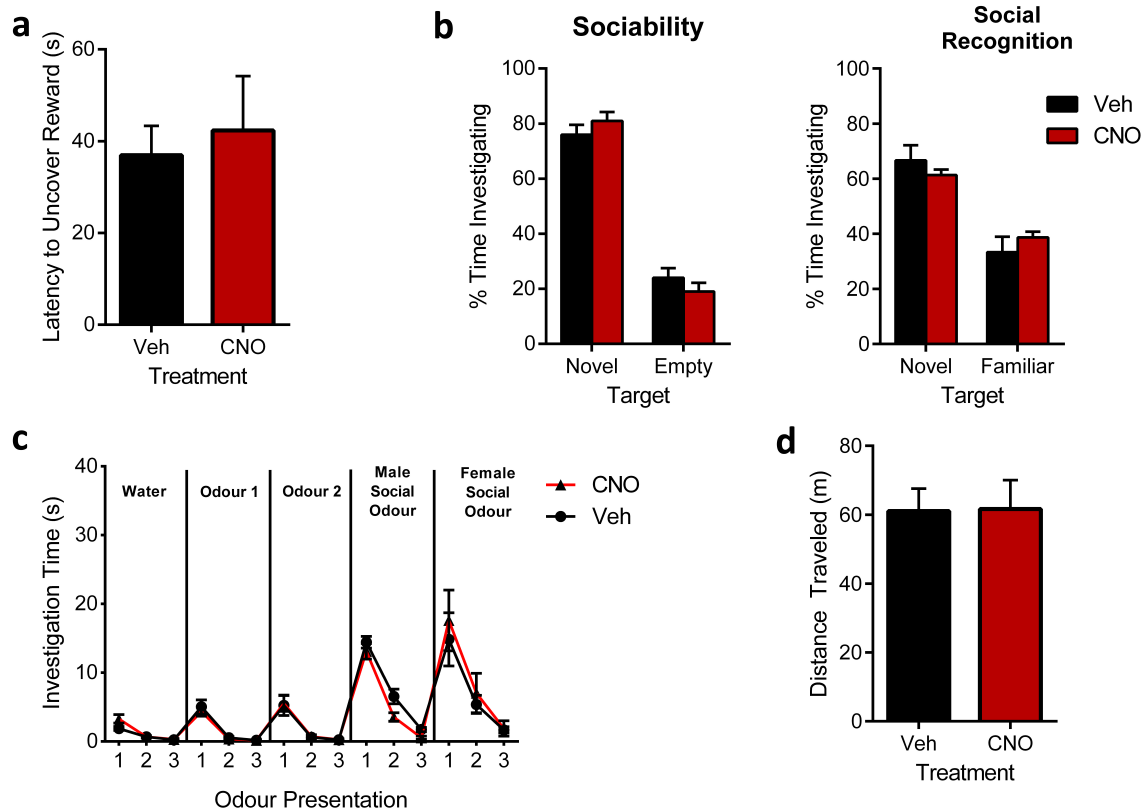 a
Latency to Uncover Reward (s)
60
40
20
0
Veh CNO
Treatment
b
Sociability
% Time Investigating
100
80
60
40
20
0
Novel Empty
Target
Social
Recognition
% Time Investigating
100
80
60
40
20
0
Novel Familiar
Target
Veh
CNO
c
Investigation Time (s)
40
30
20
10
0
Water
Odour 1
Odour 2
Male
Social
Odour
Female
Social
Odour
1 2 3 1 2 3 1 2 3 1 2 3 1 2 3
Odour Presentation
CNO
Veh
d
Distance Traveled (m)
80
60
40
20
0
Veh CNO
Treatment